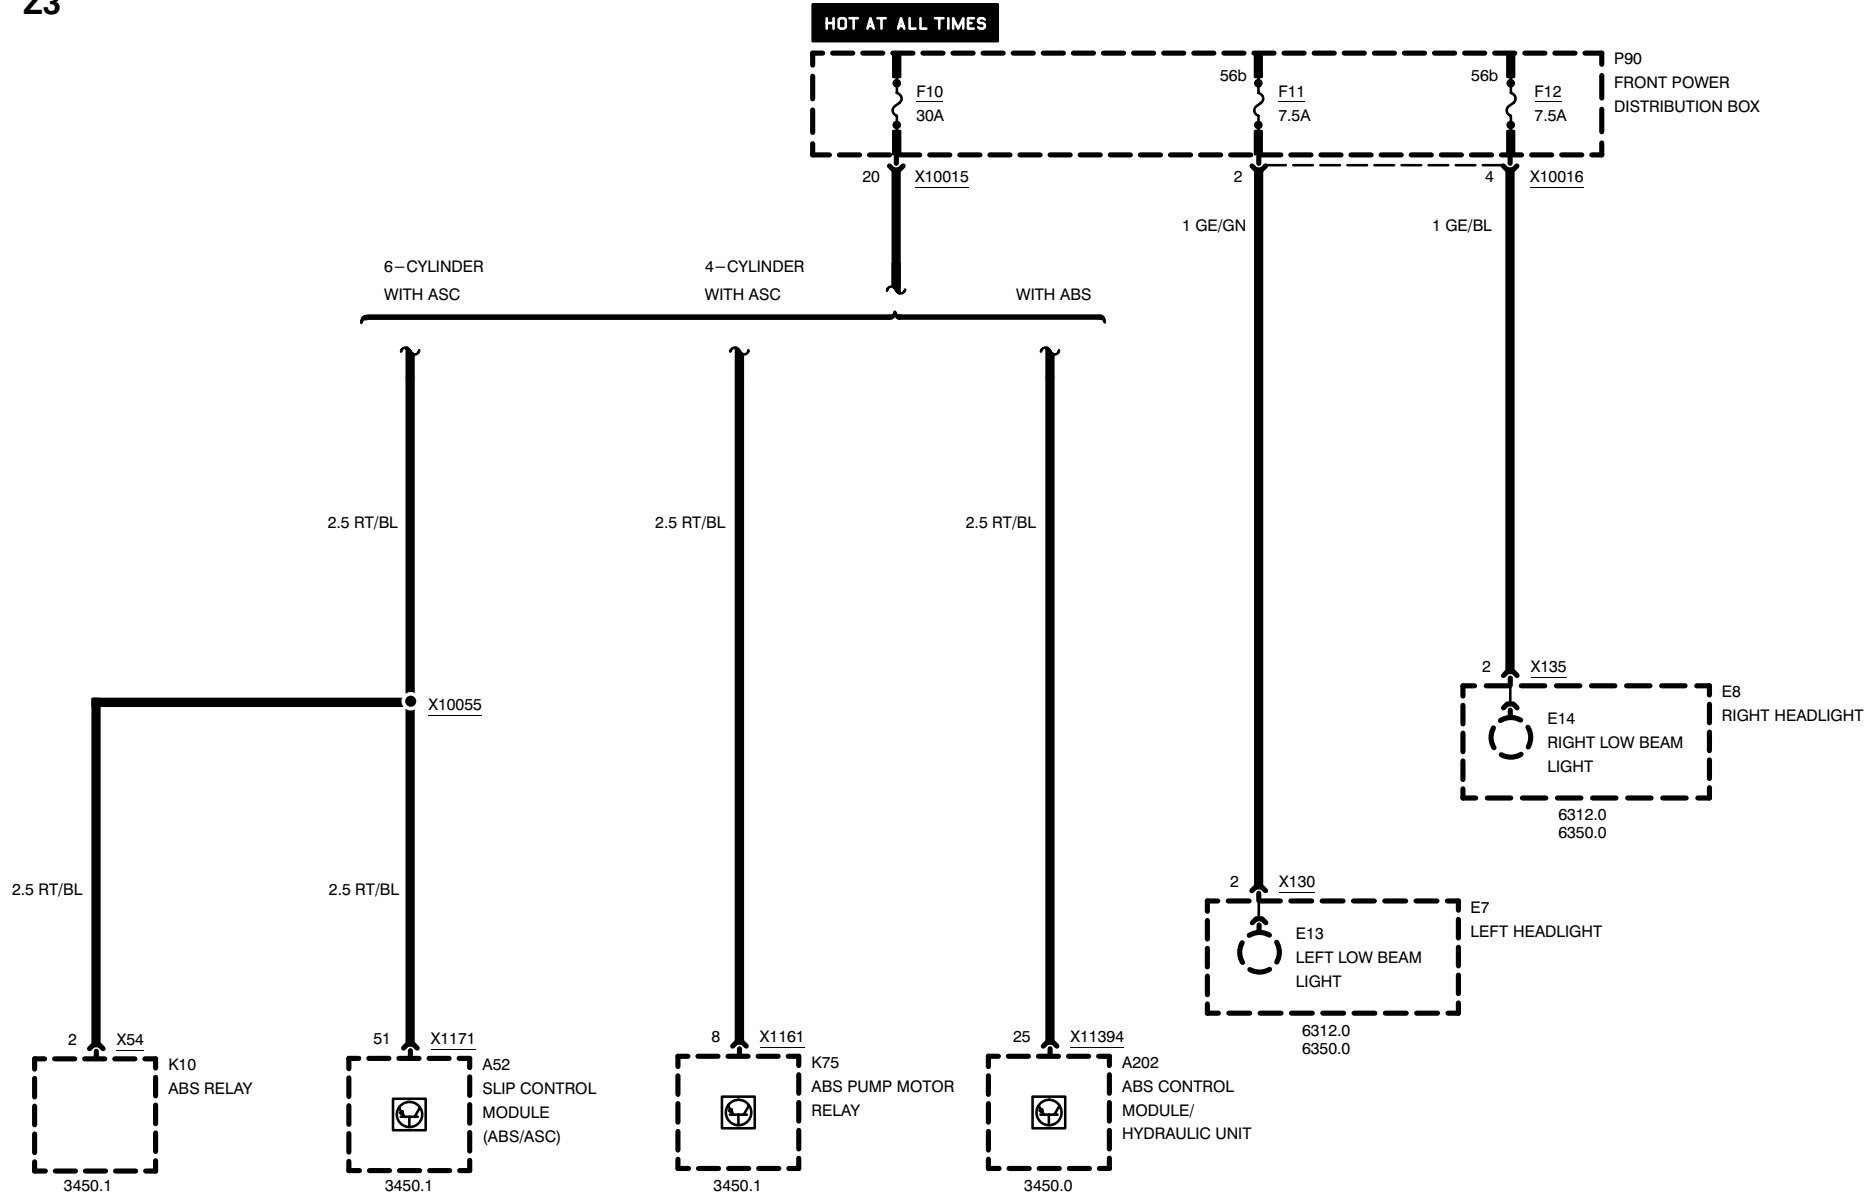 Z3
HOT AT ALL TIMES
P90
FRONT POWER
DISTRIBUTION BOX
F10
30A
56b
F11
7.5A
56b
F12
7.5A
20 X10015
2
4 X10016
1 GE/GN
1 GE/BL
6-CYLINDER
WITH ASC
4-CYLINDER
WITH ASC
WITH ABS
2.5 RT/BL
2.5 RT/BL
2.5 RT/BL
2 X135
E8
RIGHT HEADLIGHT
E14
RIGHT LOW BEAM
LIGHT
6312.0
6350.0
X10055
2.5 RT/BL
2.5 RT/BL
2 X130
E7
LEFT HEADLIGHT
E13
LEFT LOW BEAM
LIGHT
6312.0
6350.0
2 X54
K10
ABS RELAY
3450.1
51 X1171
A52
SLIP CONTROL
MODULE
(ABS/ASC)
3450.1
8 X1161
K75
ABS PUMP MOTOR
RELAY
3450.1
25 X11394
A202
ABS CONTROL
MODULE/
HYDRAULIC UNIT
3450.0